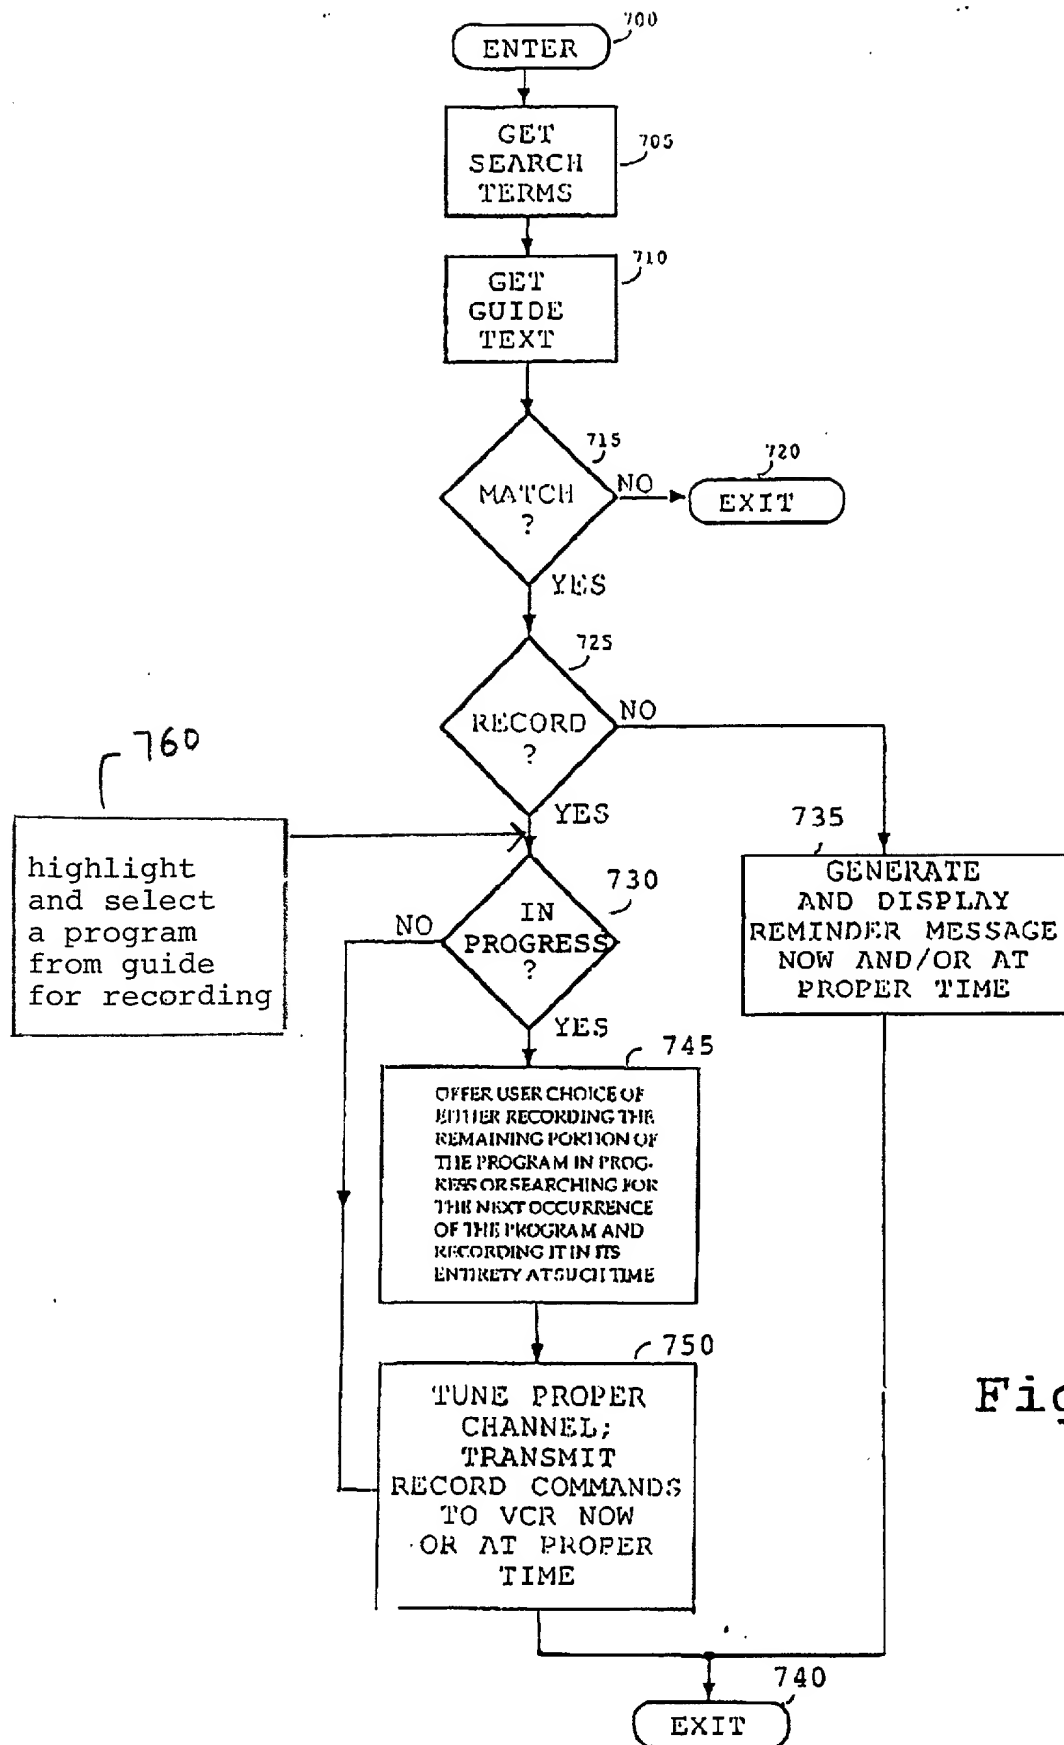 700
ENTER
GET
SEARCH
TERMS
705
GET
GUIDE
TEXT
710
715
MATCH
?
NO
720
EXIT
YES
725
RECORD
?
NO
YES
760
highlight
and select
a program
from guide
for recording
730
IN
PROGRESS
?
NO
YES
735
GENERATE
AND DISPLAY
REMINDER MESSAGE
NOW AND/OR AT
PROPER TIME
745
OFFER USER CHOICE OF
EITHER RECORDING THE
REMAINING PORTION OF
THE PROGRAM IN PROG-
RESS OR SEARCHING FOR
THE NEXT OCCURRENCE
OF THE PROGRAM AND
RECORDING IT IN ITS
ENTIRETY AT SUCH TIME
750
TUNE PROPER
CHANNEL;
TRANSMIT
RECORD COMMANDS
TO VCR NOW
OR AT PROPER
TIME
740
EXIT